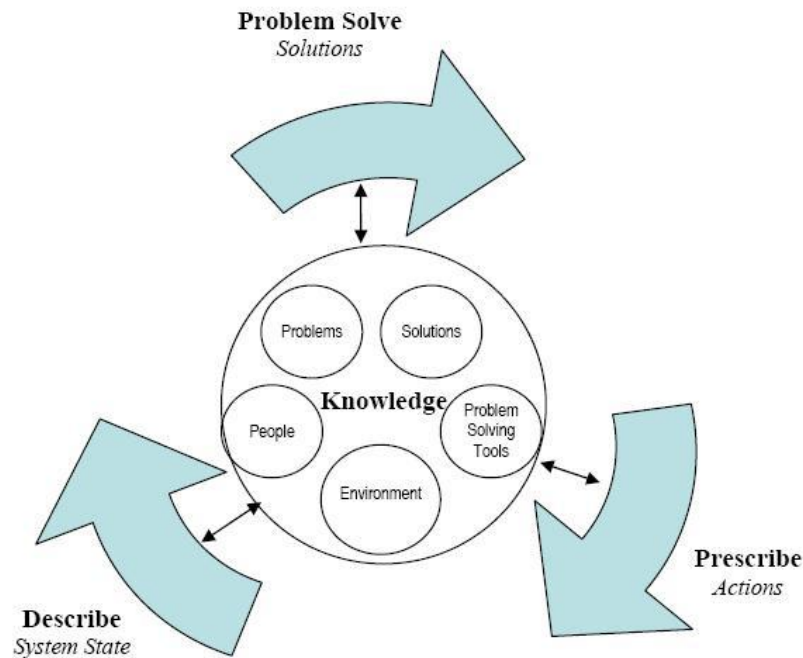 Problem Solve
Solutions
Problems
Solutions
Knowledge
People
Problem
Solving
Tools
Environment
Prescribe
Actions
Describe
System State